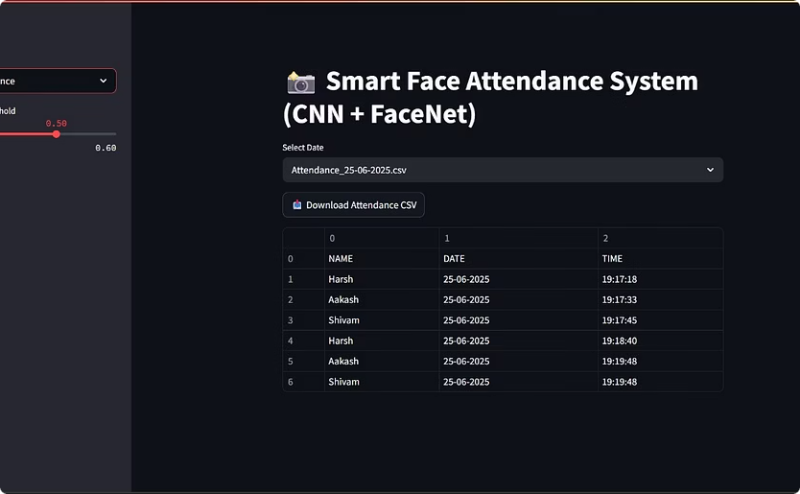 nce
hold
0.50
0.60
Smart Face Attendance System
(CNN + FaceNet)
Select Date
Attendance_25-06-2025.csv
Download Attendance CSV
0 1 2
0 NAME DATE TIME
1 Harsh 25-06-2025 19:17:18
2 Aakash 25-06-2025 19:17:33
3 Shivam 25-06-2025 19:17:45
4 Harsh 25-06-2025 19:18:40
5 Aakash 25-06-2025 19:19:48
6 Shivam 25-06-2025 19:19:48